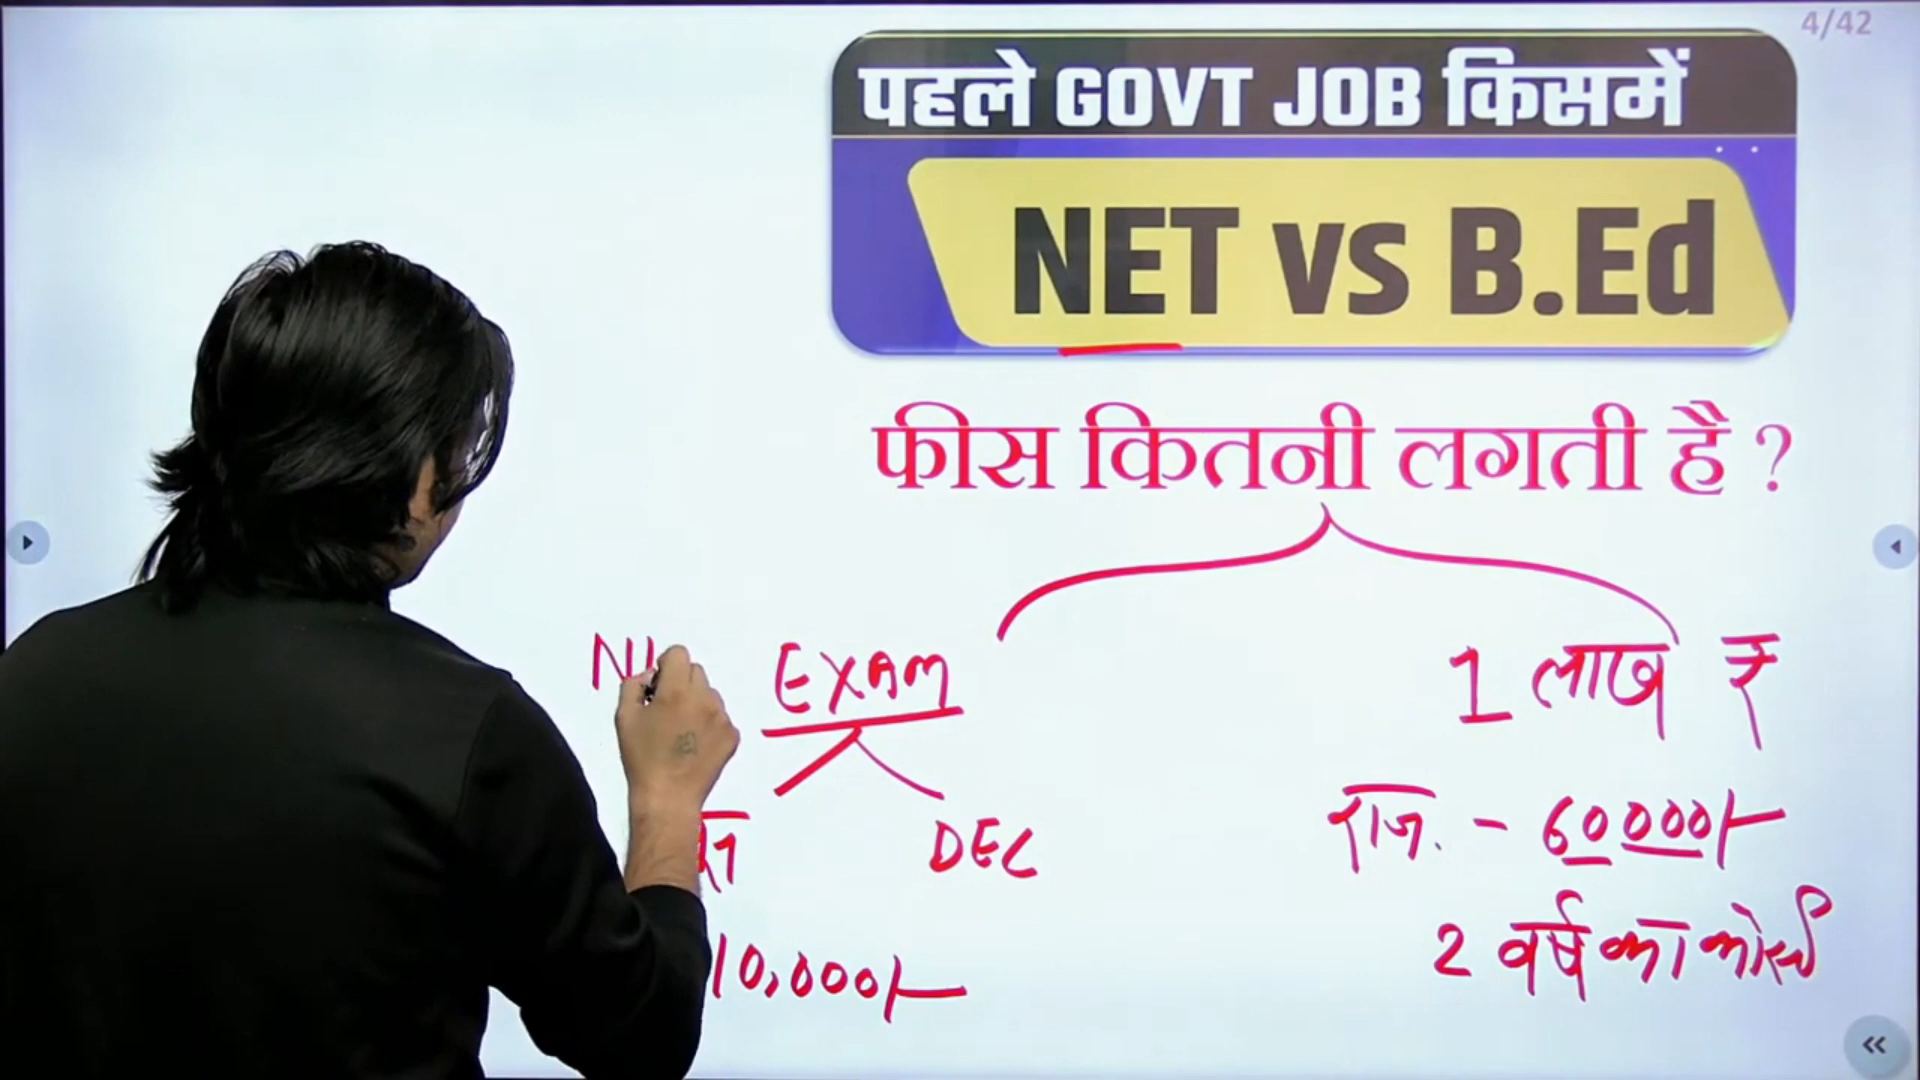 4/42
पहले GOVT JOB किसमें
NET vs B.Ed
फीस कितनी लगती है ?
EXAM
1 लाख ₹
DEC
राज. - 60000/-
10,000/-
2 वर्ष का कोर्स